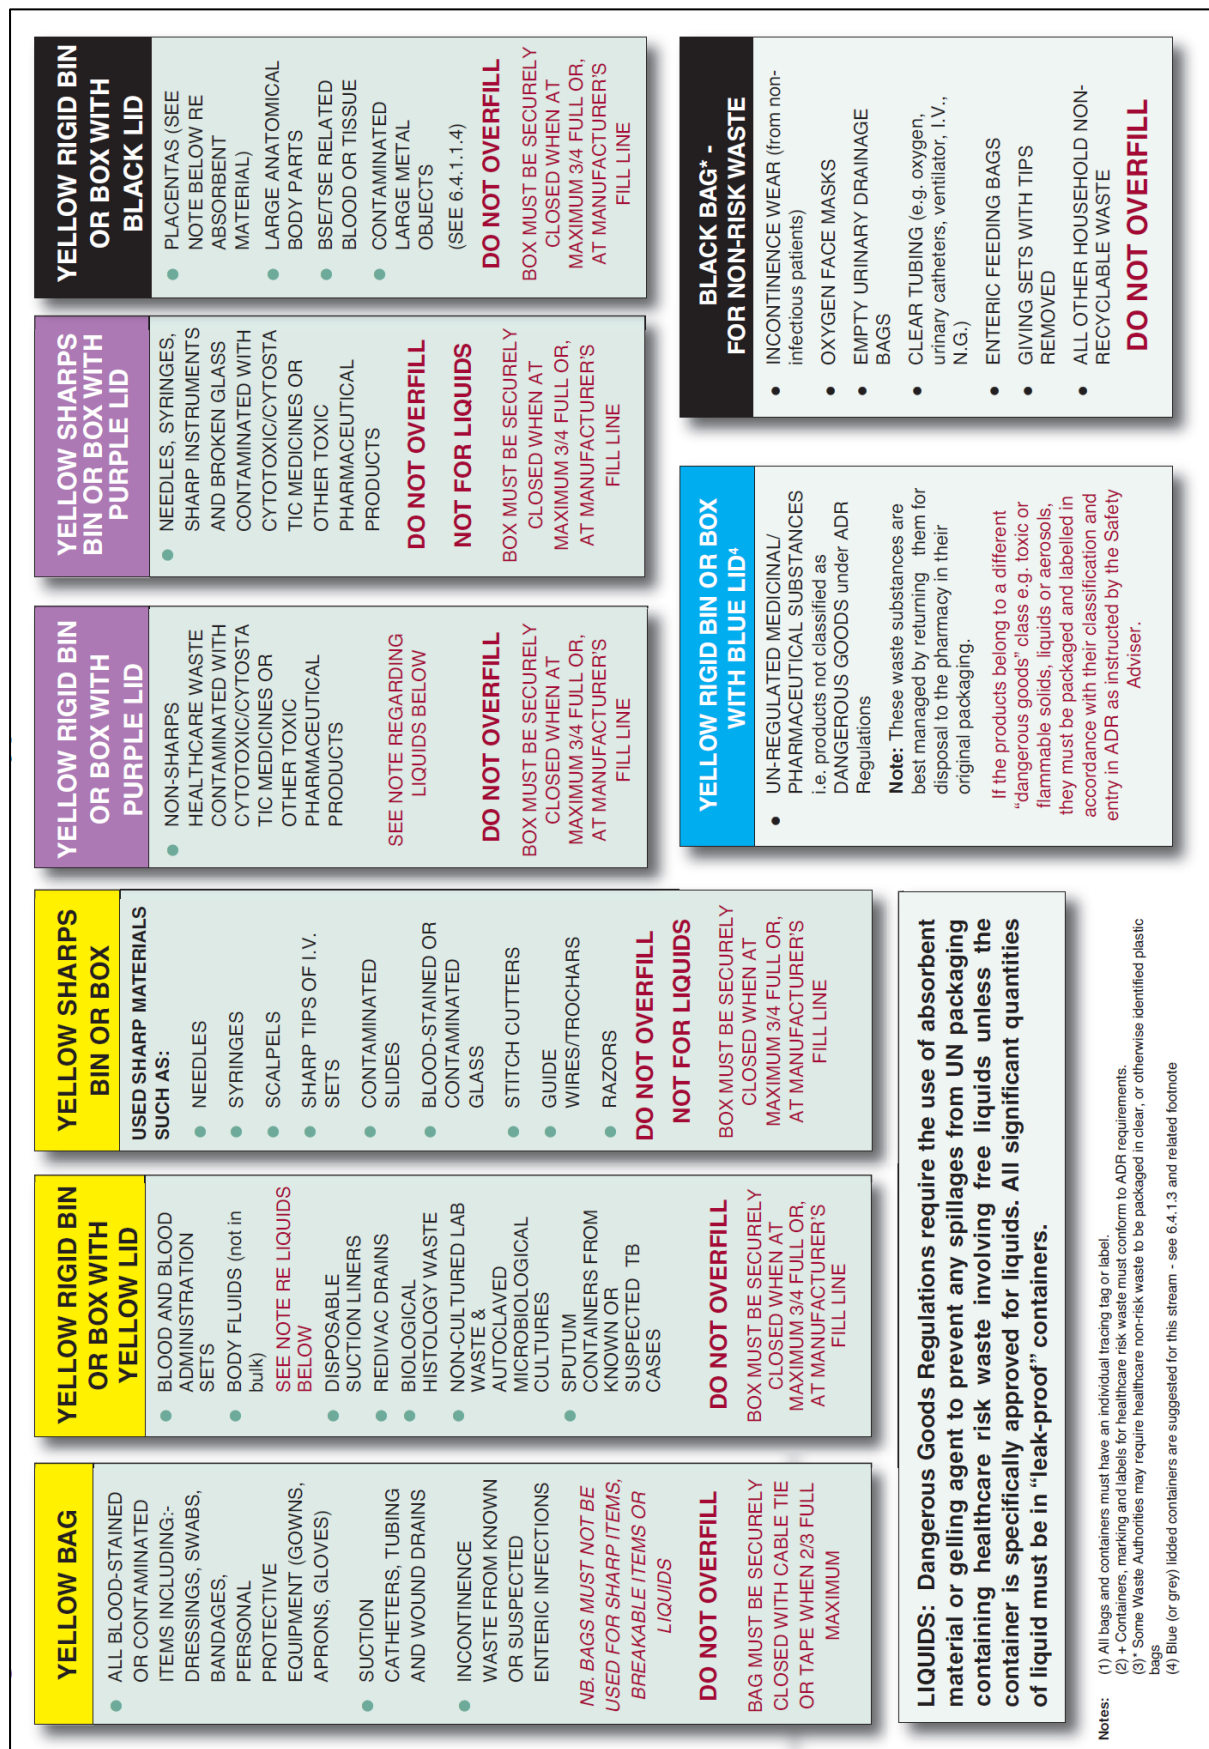 YELLOW BAG
● ALL BLOOD-STAINED
OR CONTAMINATED
ITEMS INCLUDING:-
DRESSINGS, SWABS,
BANDAGES,
PERSONAL
PROTECTIVE
EQUIPMENT (GOWNS,
APRONS, GLOVES)
● SUCTION
CATHETERS, TUBING
AND WOUND DRAINS
● INCONTINENCE
WASTE FROM KNOWN
OR SUSPECTED
ENTERIC INFECTIONS
NB. BAGS MUST NOT BE
USED FOR SHARP ITEMS,
BREAKABLE ITEMS OR
LIQUIDS
DO NOT OVERFILL
BAG MUST BE SECURELY
CLOSED WITH CABLE TIE
OR TAPE WHEN 2/3 FULL
MAXIMUM
YELLOW RIGID BIN
OR BOX WITH
YELLOW LID
● BLOOD AND BLOOD
ADMINISTRATION
SETS
● BODY FLUIDS (not in
bulk)
SEE NOTE RE LIQUIDS
BELOW
● DISPOSABLE
SUCTION LINERS
● REDIVAC DRAINS
● BIOLOGICAL
HISTOLOGY WASTE
● NON-CULTURED LAB
WASTE &
AUTOCLAVED
MICROBIOLOGICAL
CULTURES
● SPUTUM
CONTAINERS FROM
KNOWN OR
SUSPECTED TB
CASES
DO NOT OVERFILL
BOX MUST BE SECURELY
CLOSED WHEN AT
MAXIMUM 3/4 FULL OR,
AT MANUFACTURER'S
FILL LINE
YELLOW SHARPS
BIN OR BOX
USED SHARP MATERIALS
SUCH AS:
● NEEDLES
● SYRINGES
● SCALPELS
● SHARP TIPS OF I.V.
SETS
● CONTAMINATED
SLIDES
● BLOOD-STAINED OR
CONTAMINATED
GLASS
● STITCH CUTTERS
● GUIDE
WIRES/TROCHARS
● RAZORS
DO NOT OVERFILL
NOT FOR LIQUIDS
BOX MUST BE SECURELY
CLOSED WHEN AT
MAXIMUM 3/4 FULL OR,
AT MANUFACTURER'S
FILL LINE
YELLOW RIGID BIN
OR BOX WITH
PURPLE LID
● NON-SHARPS
HEALTHCARE WASTE
CONTAMINATED WITH
CYTOTOXIC/CYTOSTA
TIC MEDICINES OR
OTHER TOXIC
PHARMACEUTICAL
PRODUCTS
SEE NOTE REGARDING
LIQUIDS BELOW
DO NOT OVERFILL
BOX MUST BE SECURELY
CLOSED WHEN AT
MAXIMUM 3/4 FULL OR,
AT MANUFACTURER'S
FILL LINE
YELLOW SHARPS
BIN OR BOX WITH
PURPLE LID
● NEEDLES, SYRINGES,
SHARP INSTRUMENTS
AND BROKEN GLASS
CONTAMINATED WITH
CYTOTOXIC/CYTOSTA
TIC MEDICINES OR
OTHER TOXIC
PHARMACEUTICAL
PRODUCTS
DO NOT OVERFILL
NOT FOR LIQUIDS
BOX MUST BE SECURELY
CLOSED WHEN AT
MAXIMUM 3/4 FULL OR,
AT MANUFACTURER'S
FILL LINE
YELLOW RIGID BIN
OR BOX WITH
BLACK LID
● PLACENTAS (SEE
NOTE BELOW RE
ABSORBENT
MATERIAL)
● LARGE ANATOMICAL
BODY PARTS
● BSE/TSE RELATED
BLOOD OR TISSUE
● CONTAMINATED
LARGE METAL
OBJECTS
(SEE 6.4.1.1.4)
DO NOT OVERFILL
BOX MUST BE SECURELY
CLOSED WHEN AT
MAXIMUM 3/4 FULL OR,
AT MANUFACTURER'S
FILL LINE
LIQUIDS: Dangerous Goods Regulations require the use of absorbent
material or gelling agent to prevent any spillages from UN packaging
containing healthcare risk waste involving free liquids unless the
container is specifically approved for liquids. All significant quantities
of liquid must be in “leak-proof” containers.
YELLOW RIGID BIN OR BOX
WITH BLUE LID⁴
● UN-REGULATED MEDICINAL/
PHARMACEUTICAL SUBSTANCES
i.e. products not classified as
DANGEROUS GOODS under ADR
Regulations
Note: These waste substances are
best managed by returning them for
disposal to the pharmacy in their
original packaging.
If the products belong to a different
“dangerous goods” class e.g. toxic or
flammable solids, liquids or aerosols,
they must be packaged and labelled in
accordance with their classification and
entry in ADR as instructed by the Safety
Adviser.
BLACK BAG* -
FOR NON-RISK WASTE
● INCONTINENCE WEAR (from non-
infectious patients)
● OXYGEN FACE MASKS
● EMPTY URINARY DRAINAGE
BAGS
● CLEAR TUBING (e.g. oxygen,
urinary catheters, ventilator, I.V.,
N.G.)
● ENTERIC FEEDING BAGS
● GIVING SETS WITH TIPS
REMOVED
● ALL OTHER HOUSEHOLD NON-
RECYCLABLE WASTE
DO NOT OVERFILL
Notes: (1) All bags and containers must have an individual tracing tag or label.
(2) + Containers, marking and labels for healthcare risk waste must conform to ADR requirements.
(3)* Some Waste Authorities may require healthcare non-risk waste to be packaged in clear, or otherwise identified plastic
bags
(4) Blue (or grey) lidded containers are suggested for this stream - see 6.4.1.3 and related footnote